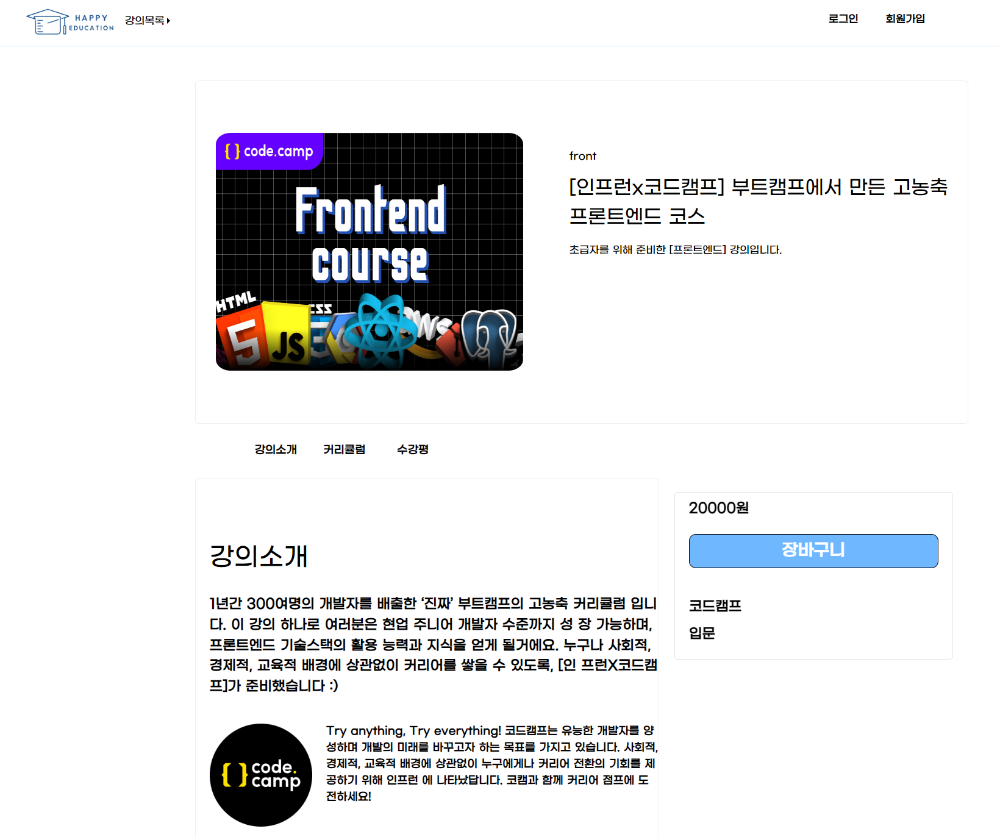 HAPPY
EDUCATION
강의목록
로그인
회원가입
{ } code.camp
Frontend
course
HTML
5
JS
CSS
front
[인프런x코드캠프] 부트캠프에서 만든 고농축
프론트엔드 코스
초급자를 위해 준비한 [프론트엔드] 강의입니다.
강의소개
커리큘럼
수강평
강의소개
1년간 300여명의 개발자를 배출한 ‘진짜’ 부트캠프의 고농축 커리큘럼 입니
다. 이 강의 하나로 여러분은 현업 주니어 개발자 수준까지 성 장 가능하며,
프론트엔드 기술스택의 활용 능력과 지식을 얻게 될거에요. 누구나 사회적,
경제적, 교육적 배경에 상관없이 커리어를 쌓을 수 있도록, [인 프런X코드캠
프]가 준비했습니다 :)
{ } code.
camp
Try anything, Try everything! 코드캠프는 유능한 개발자를 양
성하며 개발의 미래를 바꾸고자 하는 목표를 가지고 있습니다. 사회적,
경제적, 교육적 배경에 상관없이 누구에게나 커리어 전환의 기회를 제
공하기 위해 인프런 에 나타났답니다. 코캠과 함께 커리어 점프에 도
전하세요!
20000원
장바구니
코드캠프
입문